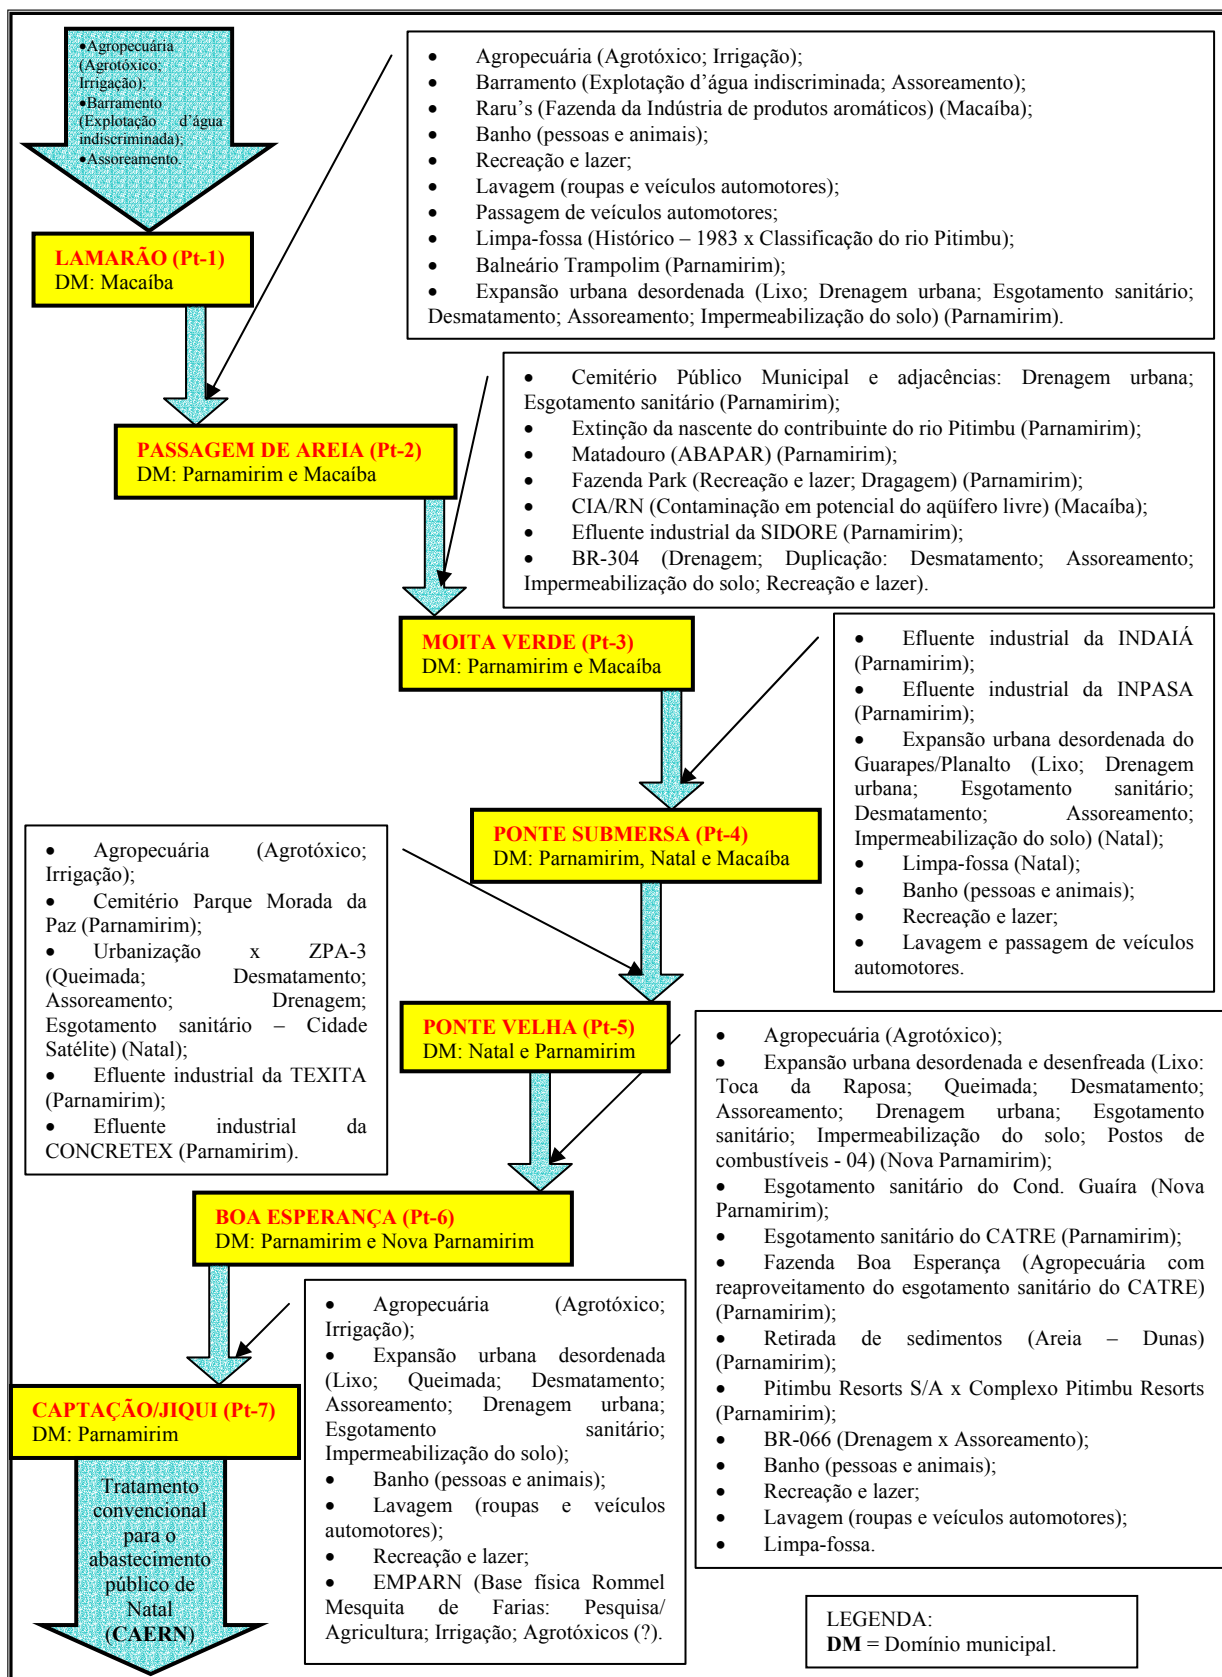 •Agropecuária
(Agrotóxico;
Irrigação);
•Barramento
(Explotação d’água
indiscriminada);
•Assoreamento.
• Agropecuária (Agrotóxico; Irrigação);
• Barramento (Explotação d’água indiscriminada; Assoreamento);
• Raru’s (Fazenda da Indústria de produtos aromáticos) (Macaíba);
• Banho (pessoas e animais);
• Recreação e lazer;
• Lavagem (roupas e veículos automotores);
• Passagem de veículos automotores;
• Limpa-fossa (Histórico – 1983 x Classificação do rio Pitimbu);
• Balneário Trampolim (Parnamirim);
• Expansão urbana desordenada (Lixo; Drenagem urbana; Esgotamento sanitário;
Desmatamento; Assoreamento; Impermeabilização do solo) (Parnamirim).
LAMARÃO (Pt-1)
DM: Macaíba
• Cemitério Público Municipal e adjacências: Drenagem urbana;
Esgotamento sanitário (Parnamirim);
• Extinção da nascente do contribuinte do rio Pitimbu (Parnamirim);
• Matadouro (ABAPAR) (Parnamirim);
• Fazenda Park (Recreação e lazer; Dragagem) (Parnamirim);
• CIA/RN (Contaminação em potencial do aqüífero livre) (Macaíba);
• Efluente industrial da SIDORE (Parnamirim);
• BR-304 (Drenagem; Duplicação: Desmatamento; Assoreamento;
Impermeabilização do solo; Recreação e lazer).
PASSAGEM DE AREIA (Pt-2)
DM: Parnamirim e Macaíba
MOITA VERDE (Pt-3)
DM: Parnamirim e Macaíba
• Efluente industrial da INDAIÁ
(Parnamirim);
• Efluente industrial da INPASA
(Parnamirim);
• Expansão urbana desordenada do
Guarapes/Planalto (Lixo; Drenagem
urbana; Esgotamento sanitário;
Desmatamento; Assoreamento;
Impermeabilização do solo) (Natal);
• Limpa-fossa (Natal);
• Banho (pessoas e animais);
• Recreação e lazer;
• Lavagem e passagem de veículos
automotores.
PONTE SUBMERSA (Pt-4)
DM: Parnamirim, Natal e Macaíba
• Agropecuária (Agrotóxico;
Irrigação);
• Cemitério Parque Morada da
Paz (Parnamirim);
• Urbanização x ZPA-3
(Queimada; Desmatamento;
Assoreamento; Drenagem;
Esgotamento sanitário – Cidade
Satélite) (Natal);
• Efluente industrial da TEXITA
(Parnamirim);
• Efluente industrial da
CONCRETEX (Parnamirim).
PONTE VELHA (Pt-5)
DM: Natal e Parnamirim
• Agropecuária (Agrotóxico);
• Expansão urbana desordenada e desenfreada (Lixo:
Toca da Raposa; Queimada; Desmatamento;
Assoreamento; Drenagem urbana; Esgotamento
sanitário; Impermeabilização do solo; Postos de
combustíveis - 04) (Nova Parnamirim);
• Esgotamento sanitário do Cond. Guaíra (Nova
Parnamirim);
• Esgotamento sanitário do CATRE (Parnamirim);
• Fazenda Boa Esperança (Agropecuária com
reaproveitamento do esgotamento sanitário do CATRE)
(Parnamirim);
• Retirada de sedimentos (Areia – Dunas)
(Parnamirim);
• Pitimbu Resorts S/A x Complexo Pitimbu Resorts
(Parnamirim);
• BR-066 (Drenagem x Assoreamento);
• Banho (pessoas e animais);
• Recreação e lazer;
• Lavagem (roupas e veículos automotores);
• Limpa-fossa.
BOA ESPERANÇA (Pt-6)
DM: Parnamirim e Nova Parnamirim
• Agropecuária (Agrotóxico;
Irrigação);
• Expansão urbana desordenada
(Lixo; Queimada; Desmatamento;
Assoreamento; Drenagem urbana;
Esgotamento sanitário;
Impermeabilização do solo);
• Banho (pessoas e animais);
• Lavagem (roupas e veículos
automotores);
• Recreação e lazer;
• EMPARN (Base física Rommel
Mesquita de Farias: Pesquisa/
Agricultura; Irrigação; Agrotóxicos (?).
CAPTAÇÃO/JIQUI (Pt-7)
DM: Parnamirim
Tratamento
convencional
para o
abastecimento
público de
Natal
(CAERN)
LEGENDA:
DM = Domínio municipal.